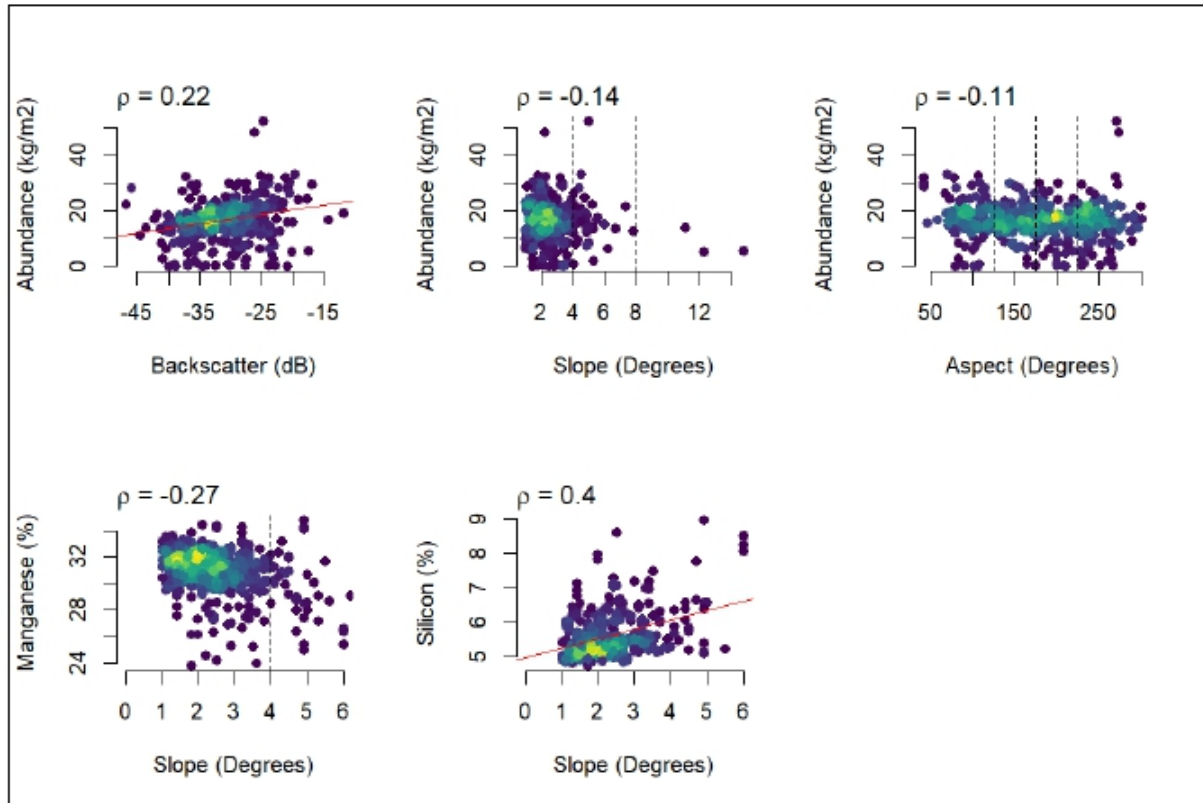 ρ = 0.22
Abundance (kg/m2)
0 20 40
-45 -35 -25 -15
Backscatter (dB)
ρ = -0.14
Abundance (kg/m2)
0 20 40
2 4 6 8 12
Slope (Degrees)
ρ = -0.11
Abundance (kg/m2)
0 20 40
50 150 250
Aspect (Degrees)
ρ = -0.27
Manganese (%)
24 28 32
0 1 2 3 4 5 6
Slope (Degrees)
ρ = 0.4
Silicon (%)
5 6 7 8 9
0 1 2 3 4 5 6
Slope (Degrees)